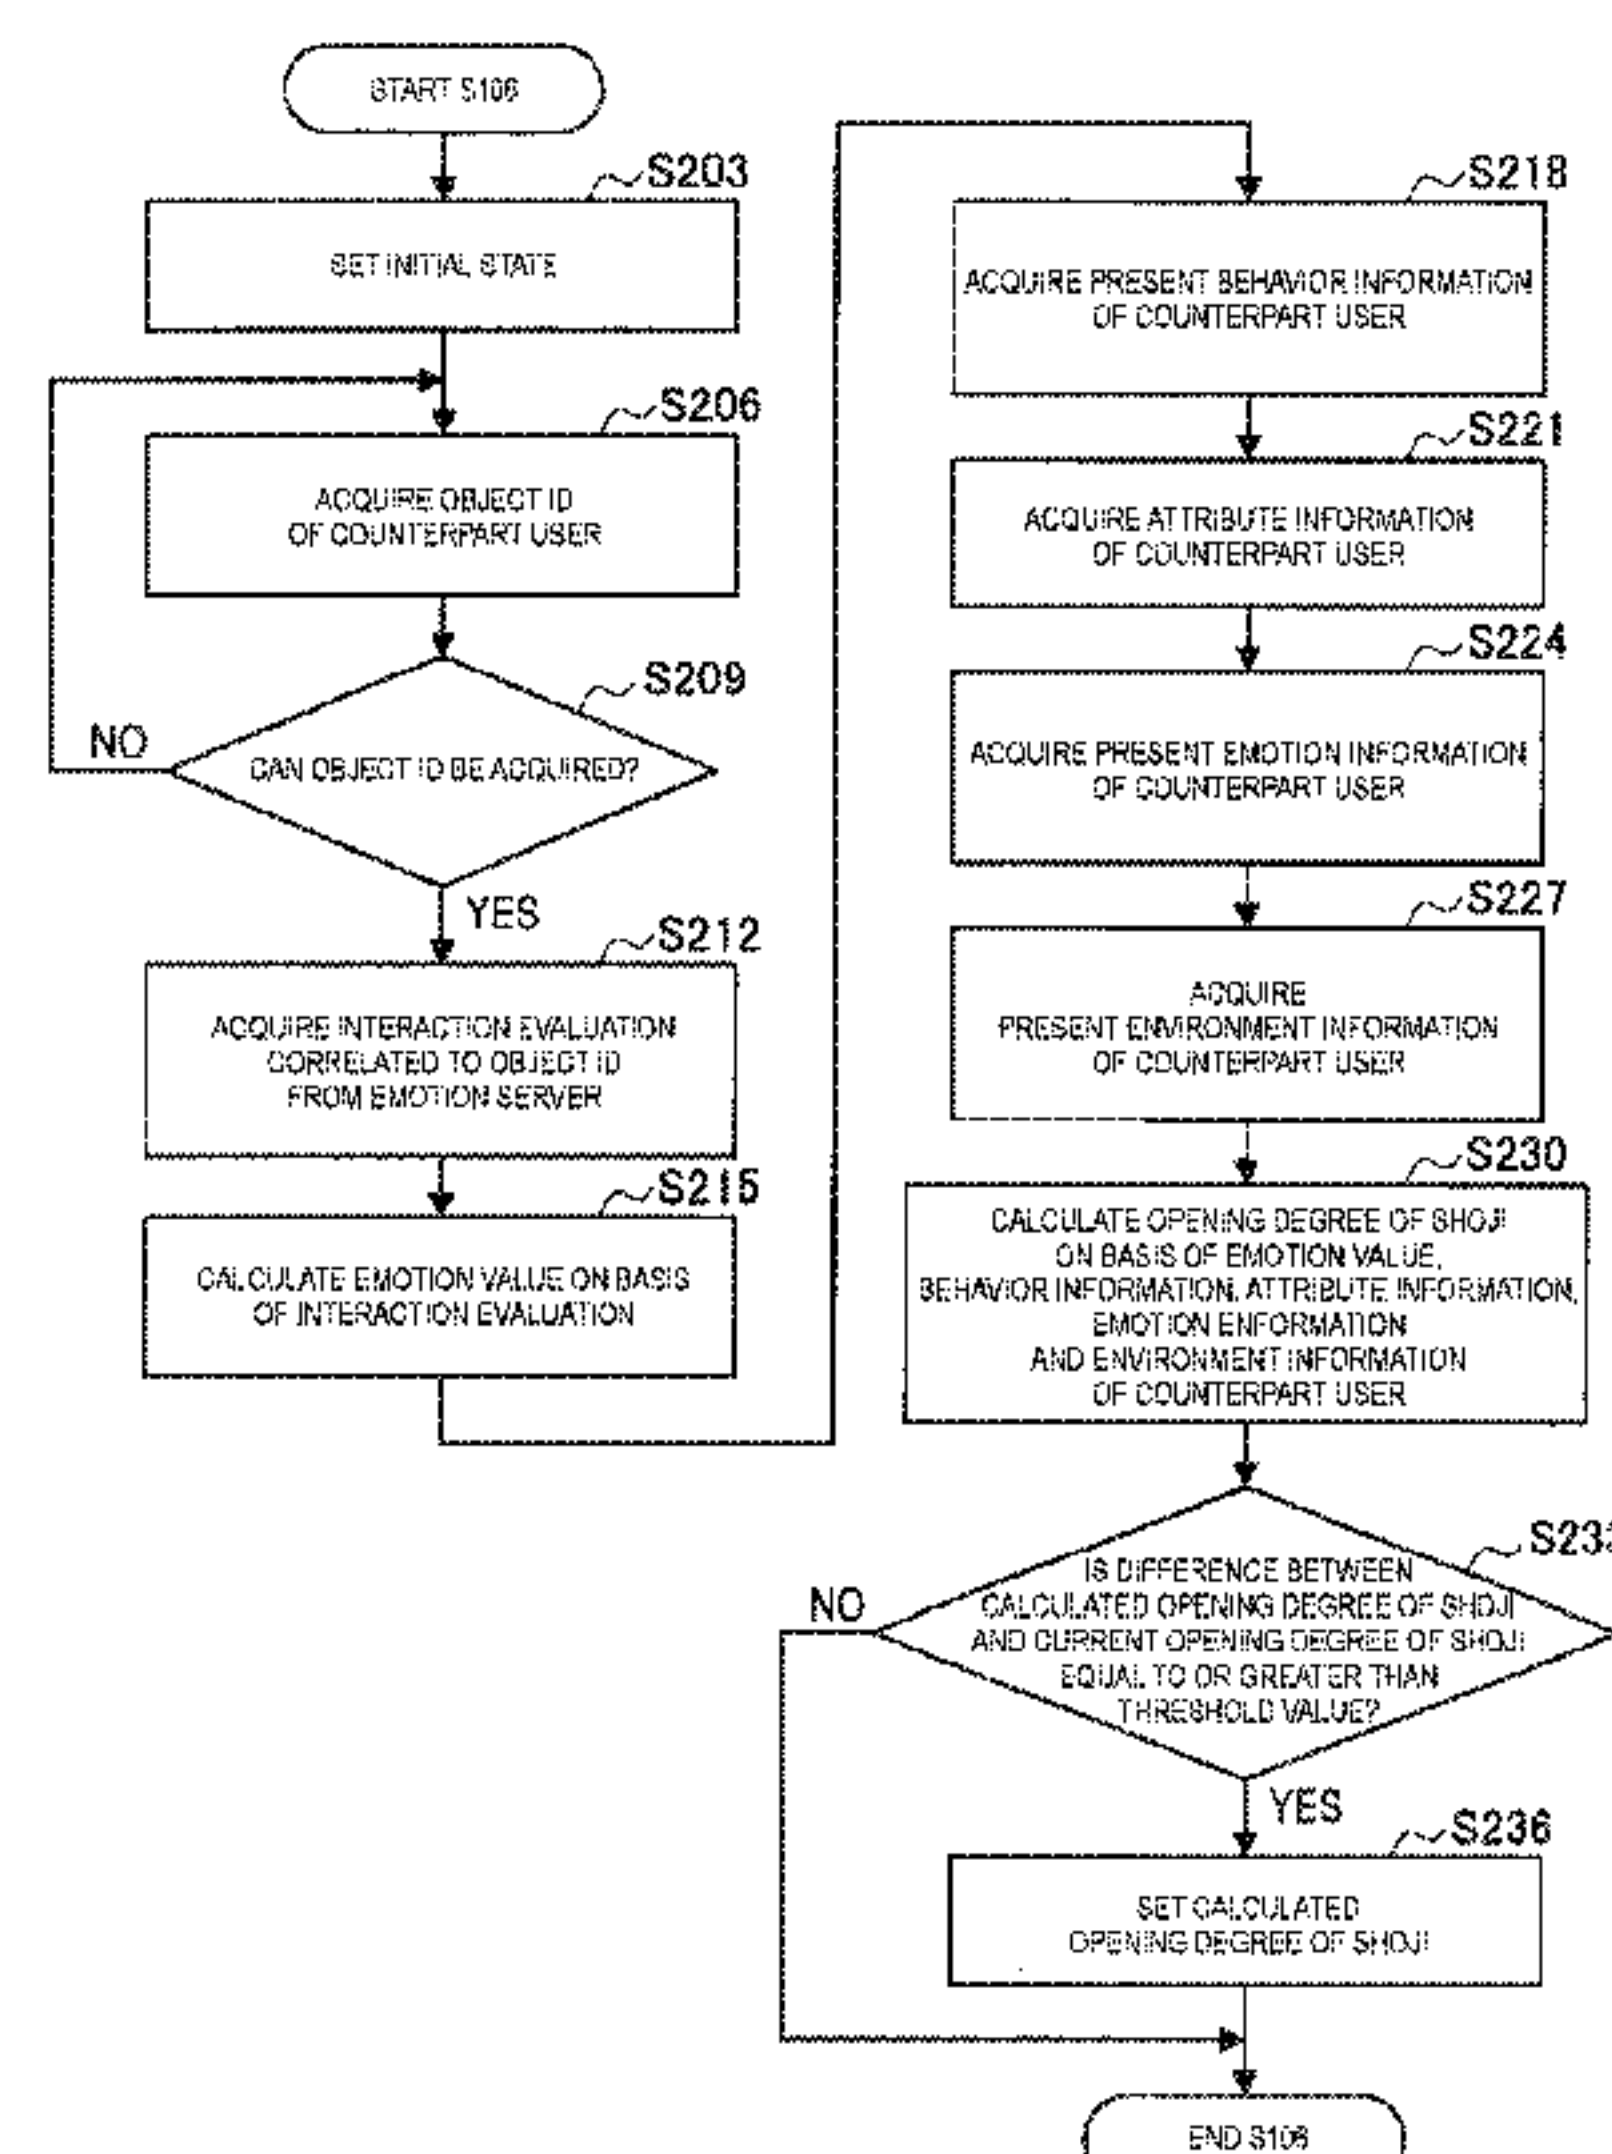 START S106
S203
SET INITIAL STATE
S206
ACQUIRE OBJECT ID
OF COUNTERPART USER
S209
NO
CAN OBJECT ID BE ACQUIRED?
YES
S212
ACQUIRE INTERACTION EVALUATION
CORRELATED TO OBJECT ID
FROM EMOTION SERVER
S215
CALCULATE EMOTION VALUE ON BASIS
OF INTERACTION EVALUATION
S218
ACQUIRE PRESENT BEHAVIOR INFORMATION
OF COUNTERPART USER
S221
ACQUIRE ATTRIBUTE INFORMATION
OF COUNTERPART USER
S224
ACQUIRE PRESENT EMOTION INFORMATION
OF COUNTERPART USER
S227
ACQUIRE
PRESENT ENVIRONMENT INFORMATION
OF COUNTERPART USER
S230
CALCULATE OPENING DEGREE OF SHOJI
ON BASIS OF EMOTION VALUE,
BEHAVIOR INFORMATION, ATTRIBUTE INFORMATION,
EMOTION ENFORMATION
AND ENVIRONMENT INFORMATION
OF COUNTERPART USER
IS DIFFERENCE BETWEEN
CALCULATED OPENING DEGREE OF SHOJI
AND CURRENT OPENING DEGREE OF SHOJI
EQUAL TO OR GREATER THAN
THRESHOLD VALUE?
NO
YES
S236
SET CALCULATED
OPENING DEGREE OF SHOJI
END S106